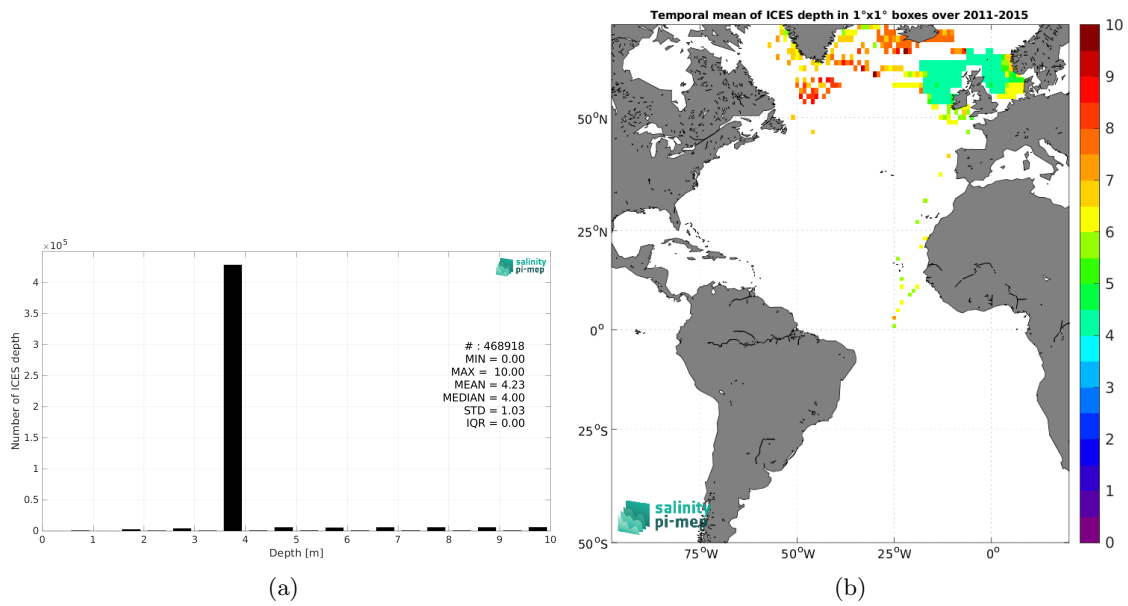 ×10⁵
4
3.5
3
2.5
2
1.5
1
0.5
0
Number of ICES depth
0 1 2 3 4 5 6 7 8 9 10
Depth [m]
salinity
pi-mep
# : 468918
MIN = 0.00
MAX = 10.00
MEAN = 4.23
MEDIAN = 4.00
STD = 1.03
IQR = 0.00
(a)
Temporal mean of ICES depth in 1°x1° boxes over 2011-2015
50°N
25°N
0°
25°S
50°S
75°W 50°W 25°W 0°
salinity
pi-mep
10
9
8
7
6
5
4
3
2
1
0
(b)